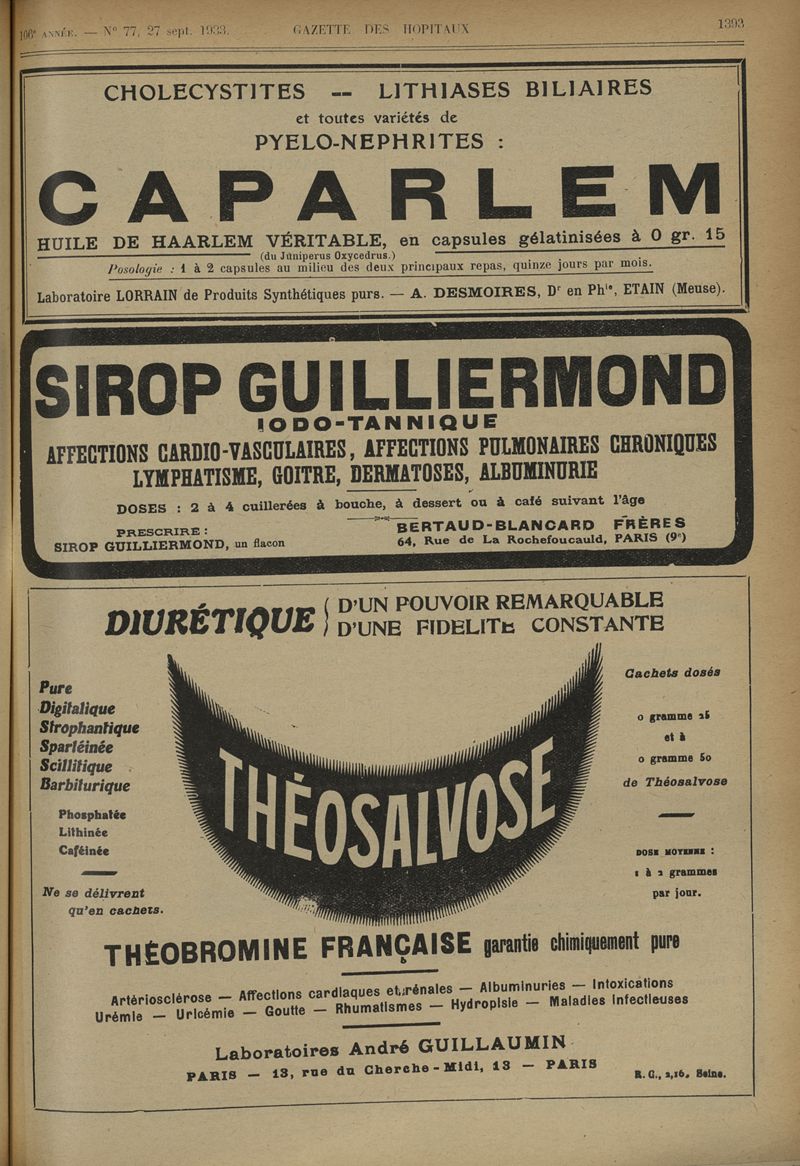 106e ANNÉE. — N° 77, 27 sept. 1933.
GAZETTE DES HOPITAUX
1393
CHOLECYSTITES -- LITHIASES BILIAIRES
et toutes variétés de
PYELO-NEPHRITES :
CAPARLEM
HUILE DE HAARLEM VÉRITABLE, en capsules gélatinisées à 0 gr. 15
(du Juniperus Oxycedrus.)
Posologie : 1 à 2 capsules au milieu des deux principaux repas, quinze jours par mois.
Laboratoire LORRAIN de Produits Synthétiques purs. — A. DESMOIRES, Dr en Phie, ETAIN (Meuse).
SIROP GUILLIERMOND
IODO-TANNIQUE
AFFECTIONS CARDIO-VASCULAIRES, AFFECTIONS PULMONAIRES CHRONIQUES
LYMPHATISME, GOITRE, DERMATOSES, ALBUMINURIE
DOSES : 2 à 4 cuillerées à bouche, à dessert ou à café suivant l'âge
PRESCRIRE :
SIROP GUILLIERMOND, un flacon
BERTAUD-BLANCARD FRÈRES
64, Rue de La Rochefoucauld, PARIS (9e)
DIURÉTIQUE
D'UN POUVOIR REMARQUABLE
D'UNE FIDELITE CONSTANTE
Pure
Digitalique
Strophantique
Spartéinée
Scillitique
Barbiturique
Phosphatée
Lithinée
Caféinée
Ne se délivrent
qu'en cachets.
THÉOSALVOSE
Cachets dosés
0 gramme 25
et à
0 gramme 50
de Théosalvose
DOSE MOYENNE :
1 à 2 grammes
par jour.
THÉOBROMINE FRANÇAISE garantie chimiquement pure
Artériosclérose — Affections cardiaques et rénales — Albuminuries — Intoxications
Urémie — Uricémie — Goutte — Rhumatismes — Hydropisie — Maladies Infectieuses
Laboratoires André GUILLAUMIN
PARIS — 13, rue du Cherche-Midi, 13 — PARIS
R. C., 2,16. Seine.